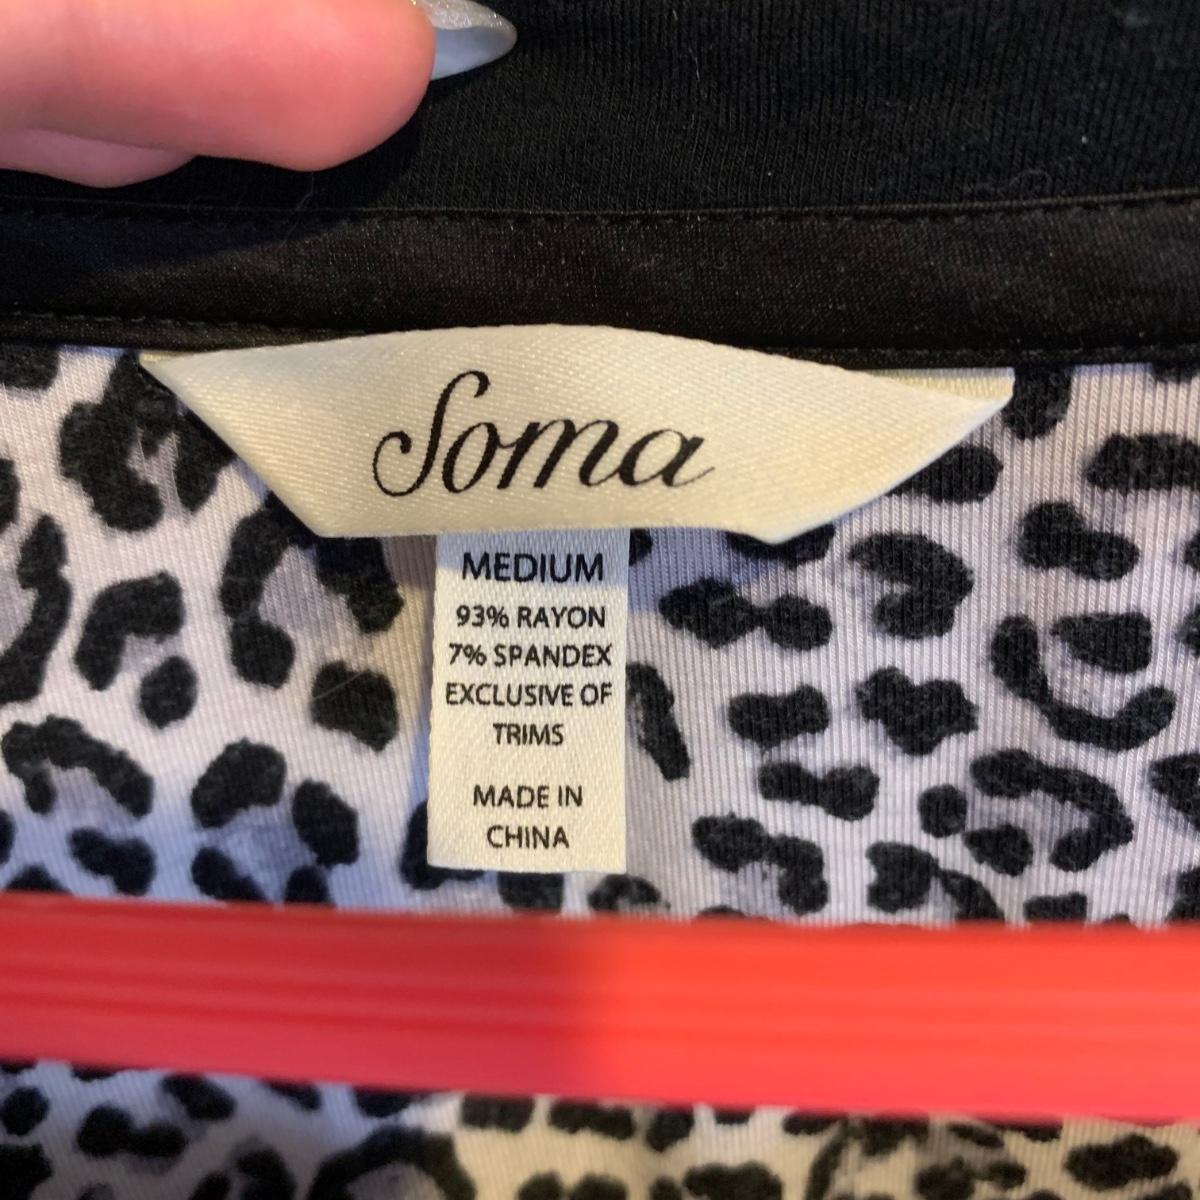 Soma
MEDIUM
93% RAYON
7% SPANDEX
EXCLUSIVE OF
TRIMS
MADE IN
CHINA